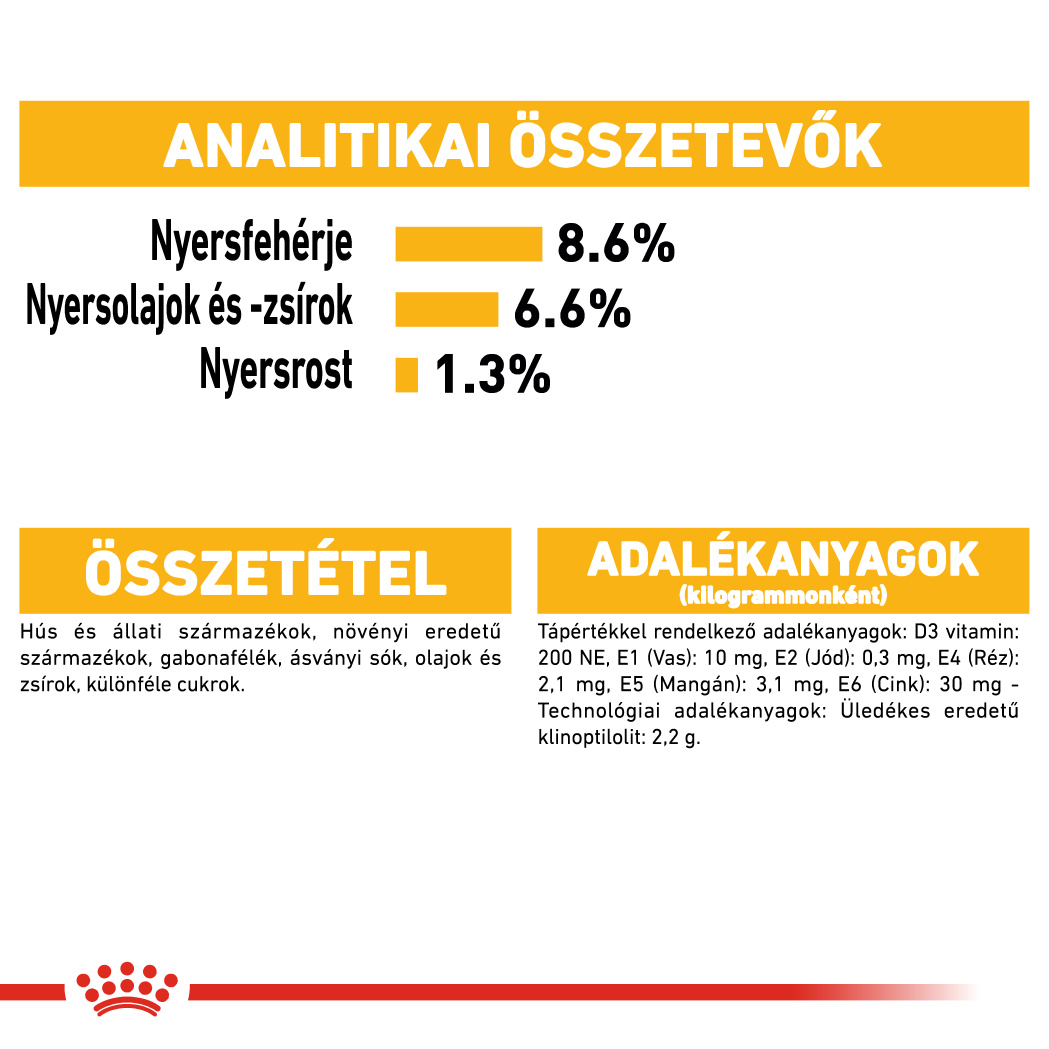 ANALITIKAI ÖSSZETEVŐK
Nyersfehérje 8.6%
Nyersolajok és -zsírok 6.6%
Nyersrost 1.3%
ÖSSZETÉTEL
Hús és állati származékok, növényi eredetű
származékok, gabonafélék, ásványi sók, olajok és
zsírok, különféle cukrok.
ADALÉKANYAGOK
(kilogrammonként)
Tápértékkel rendelkező adalékanyagok: D3 vitamin:
200 NE, E1 (Vas): 10 mg, E2 (Jód): 0,3 mg, E4 (Réz):
2,1 mg, E5 (Mangán): 3,1 mg, E6 (Cink): 30 mg -
Technológiai adalékanyagok: Üledékes eredetű
klinoptilolit: 2,2 g.